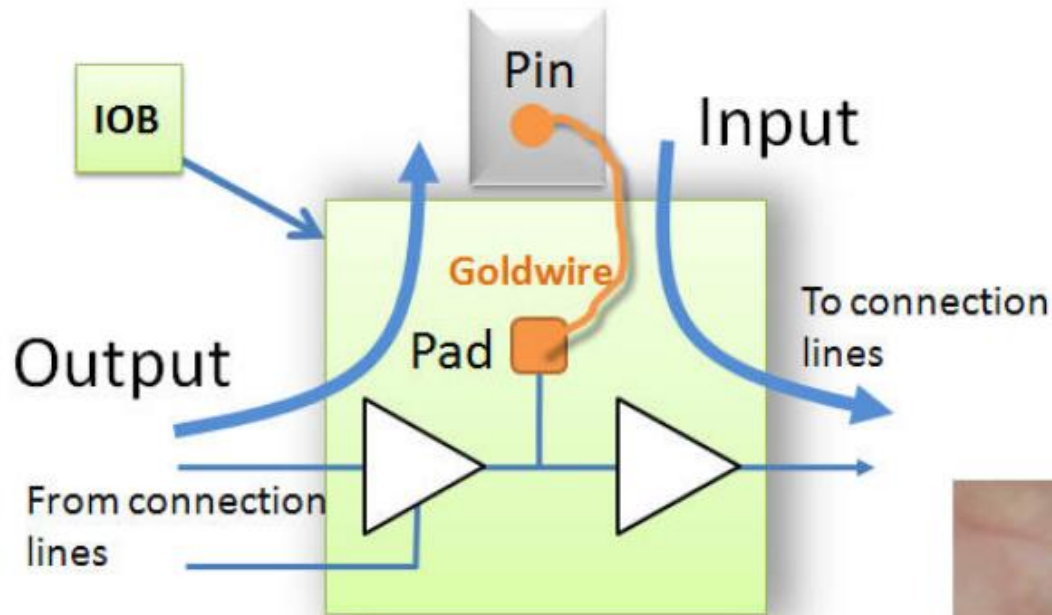 Pin
IOB
Input
Goldwire
To connection
lines
Pad
Output
From connection
lines